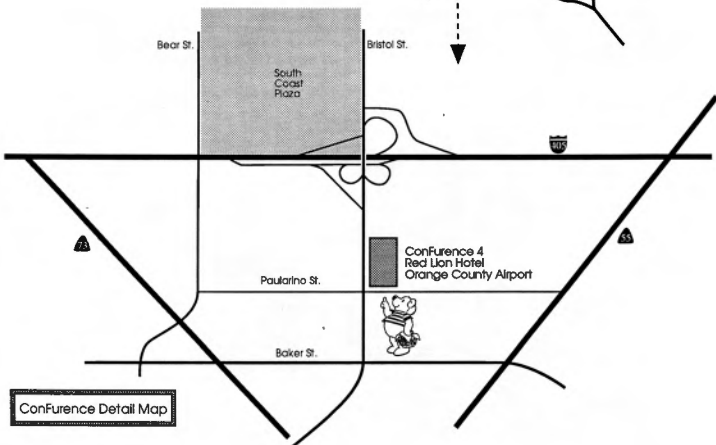 Bear St.
Bristol St.
South
Coast
Plaza
405
73
55
ConFurence 4
Red Lion Hotel
Orange County Airport
Paularino St.
Baker St.
ConFurence Detail Map